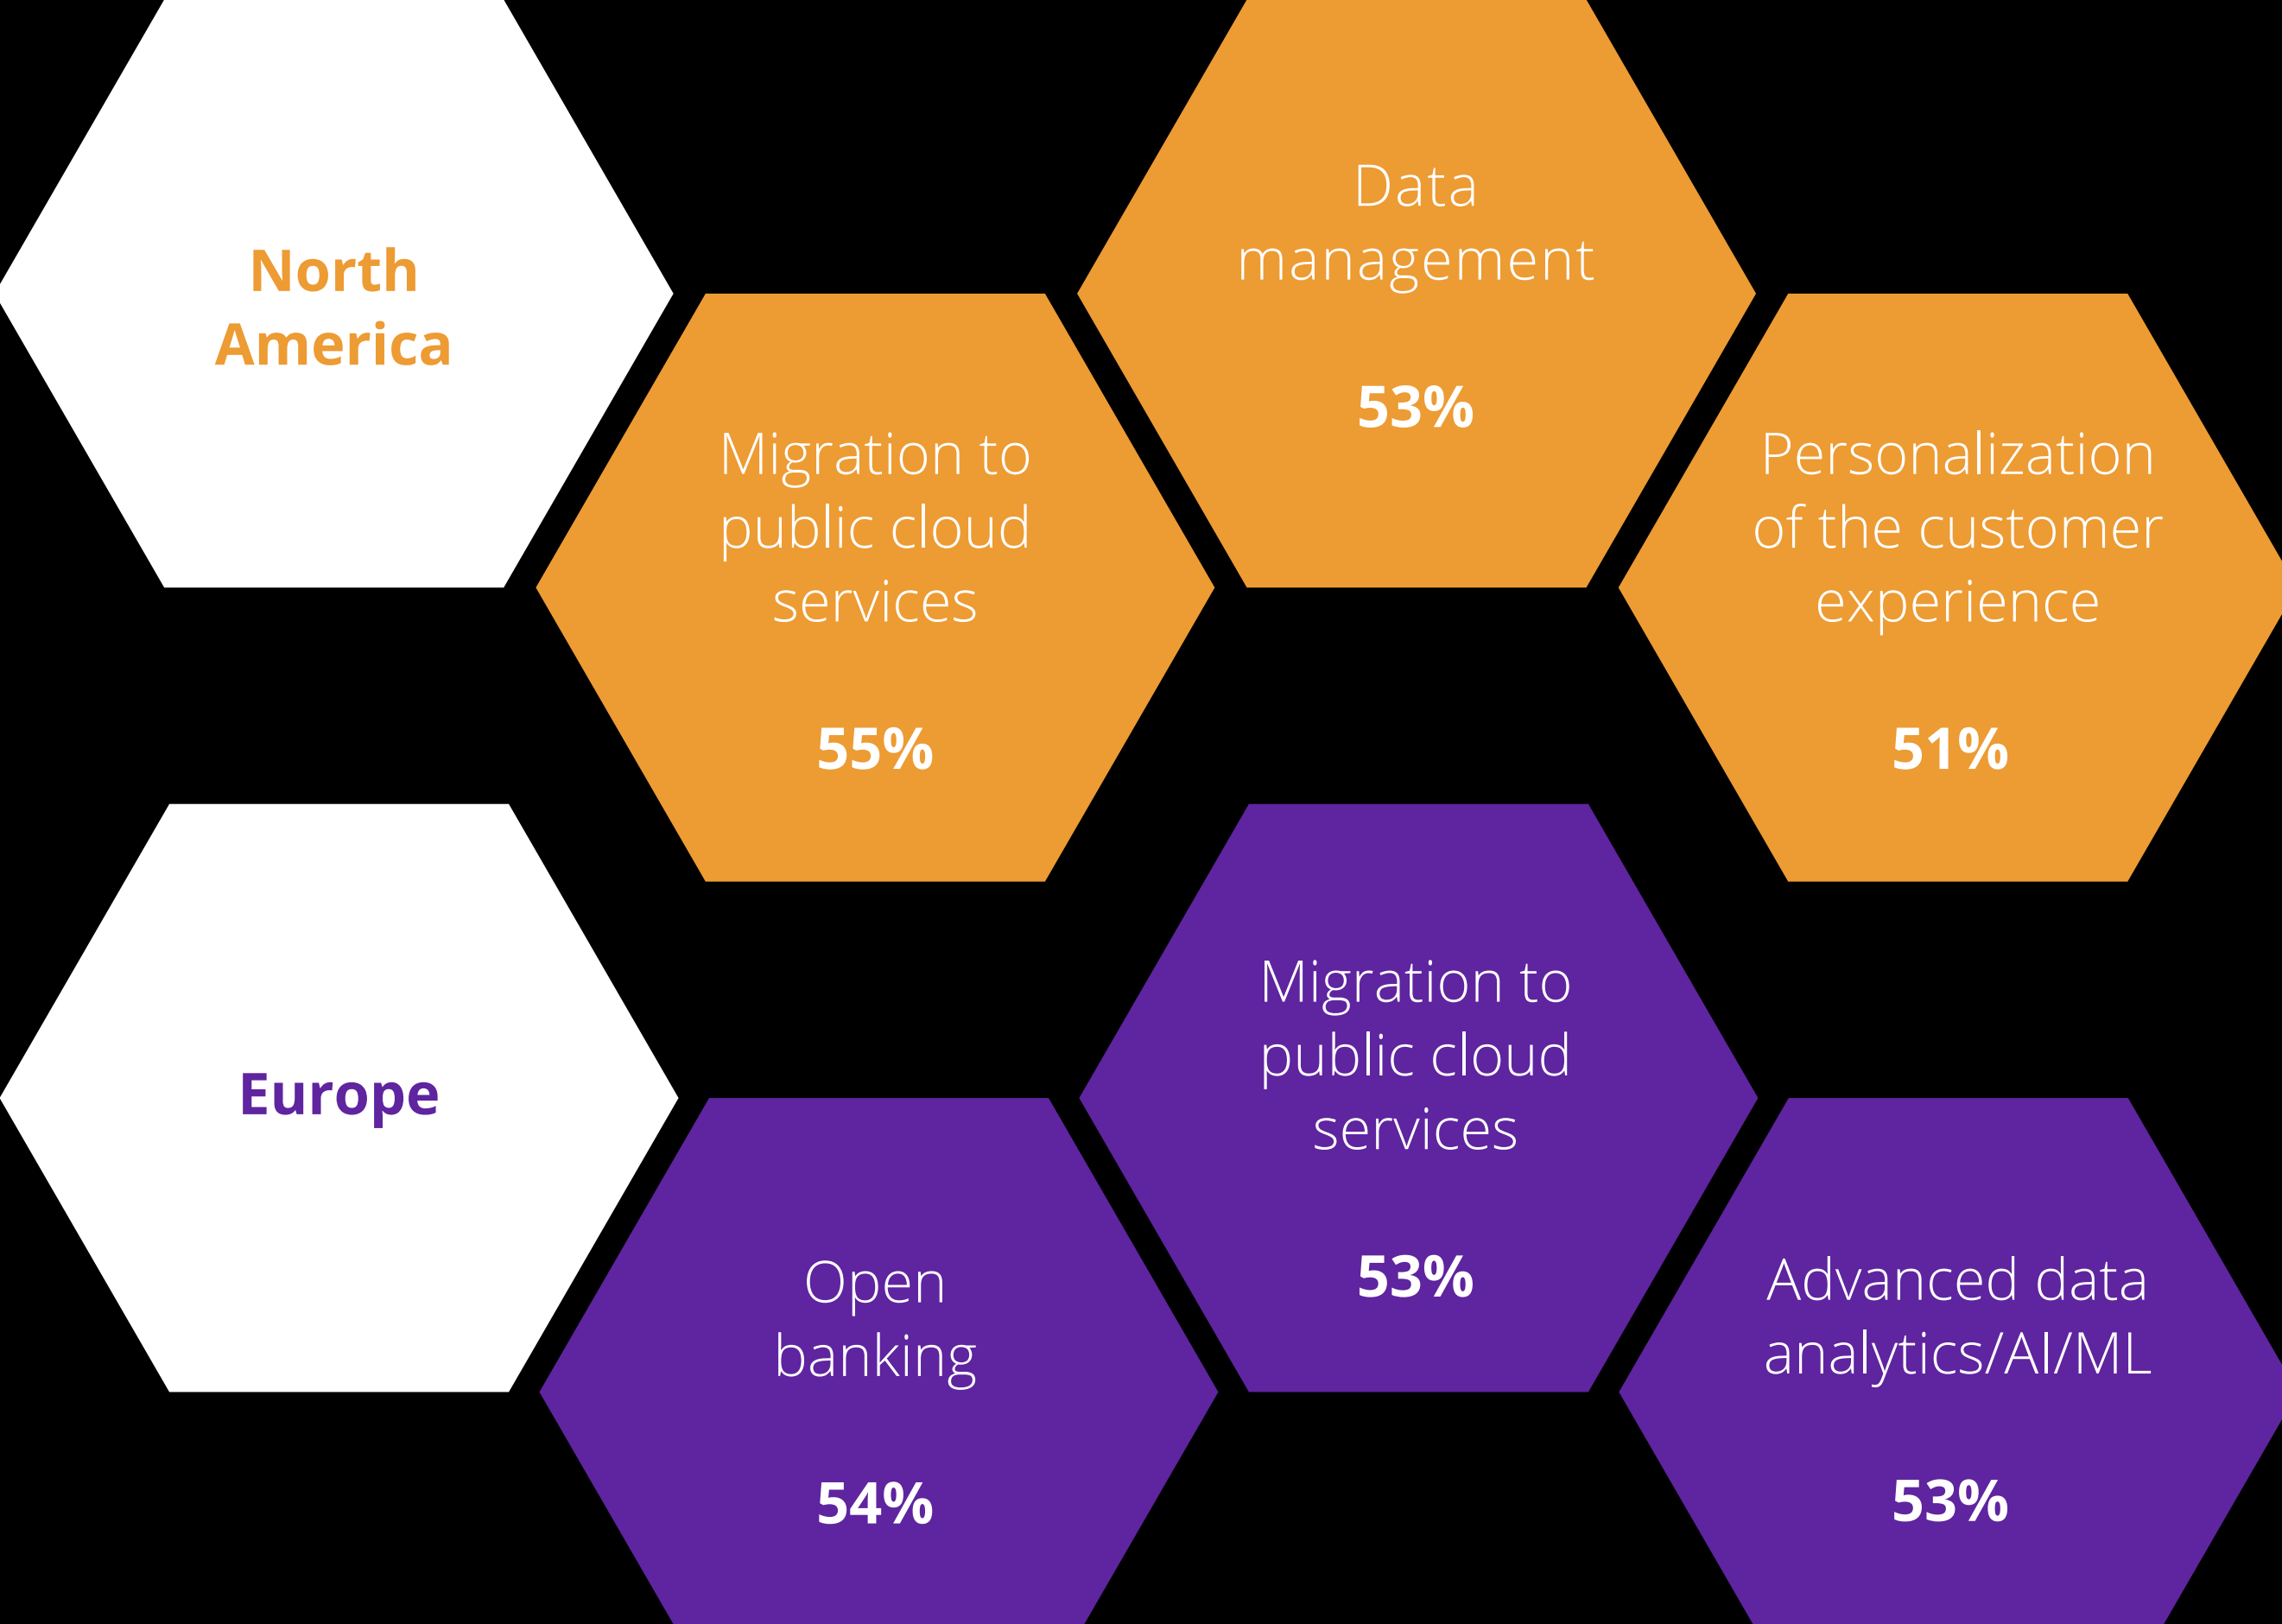 North
America
Migration to
public cloud
services
55%
Data
management
53%
Personalization
of the customer
experience
51%
Europe
Open
banking
54%
Migration to
public cloud
services
53%
Advanced data
analytics/AI/ML
53%